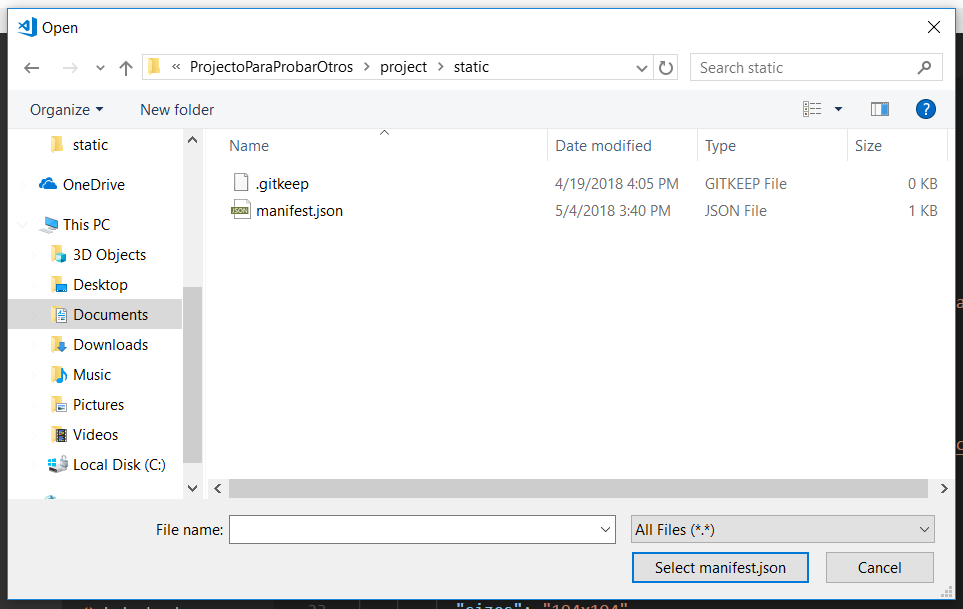 Open
« ProjectoParaProbarOtros > project > static
Search static
Organize
New folder
?
static
OneDrive
This PC
3D Objects
Desktop
Documents
Downloads
Music
Pictures
Videos
Local Disk (C:)
Name Date modified Type Size
.gitkeep 4/19/2018 4:05 PM GITKEEP File 0 KB
JSON manifest.json 5/4/2018 3:40 PM JSON File 1 KB
File name:
All Files (*.*)
Select manifest.json
Cancel